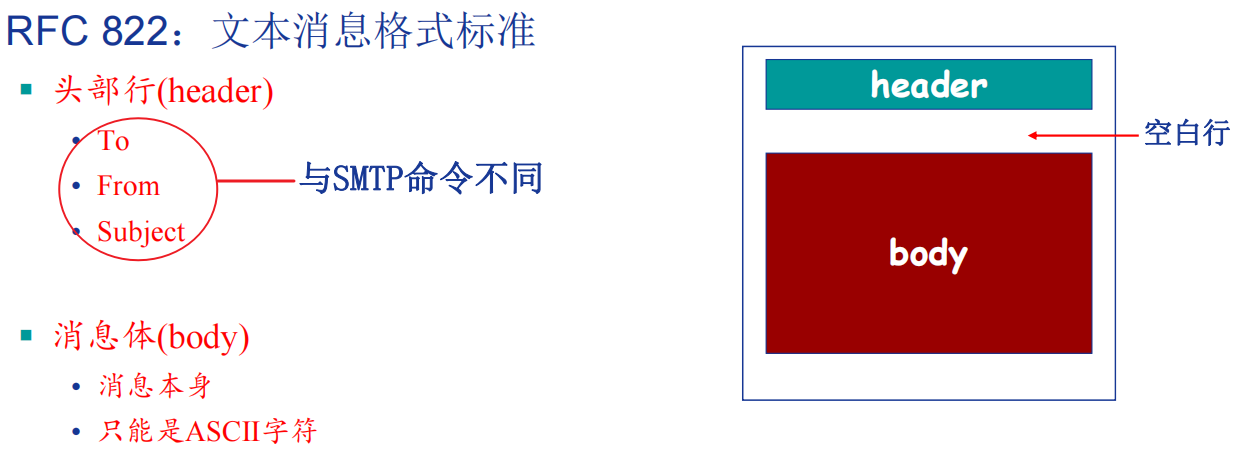 RFC 822：文本消息格式标准
头部行(header)
To
From
Subject
与SMTP命令不同
消息体(body)
消息本身
只能是ASCII字符
header
空白行
body